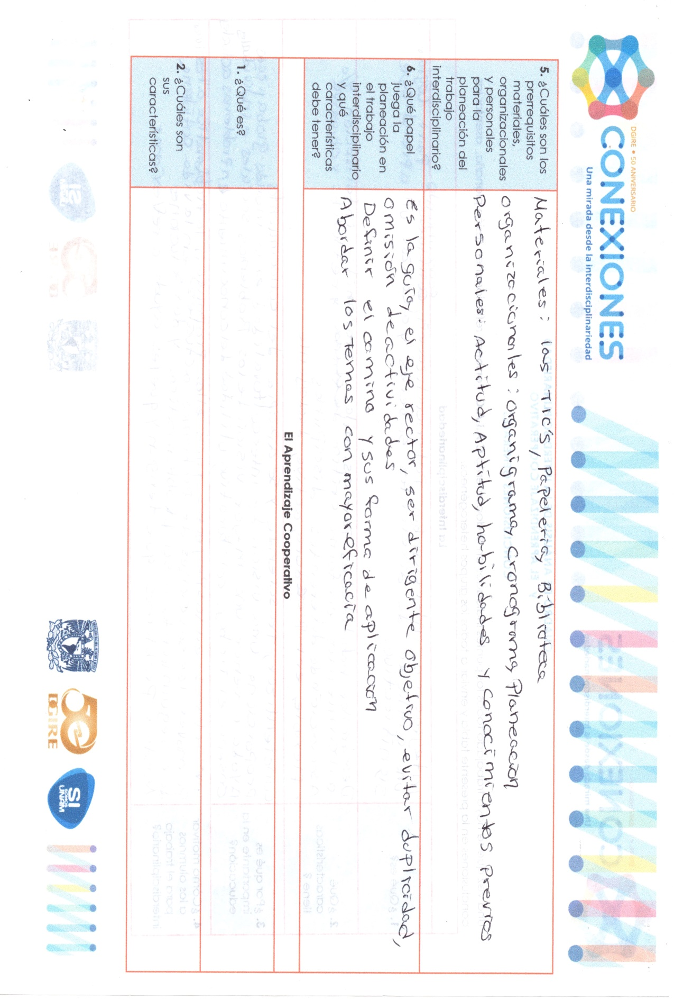 DGIRE • 50 ANIVERSARIO
CONEXIONES
Una mirada desde la interdisciplinariedad
5. ¿Cuáles son los
prerrequisitos
materiales,
organizacionales
y personales
para la
planeación del
trabajo
interdisciplinario?
Materiales: las TIC's, Papelería, Biblioteca
organizacionales: organigrama, cronograma, Planeación
Personales: Actitud, Aptitud, habilidades y conocimientos previos
6. ¿Qué papel
juega la
planeación en
el trabajo
interdisciplinario
y qué
características
debe tener?
Es la guía, el eje rector, ser dirigente objetivo, evitar duplicidad,
omisión de actividades
Definir el camino y sus forma de aplicación
Abordar los temas con mayor eficacia
El Aprendizaje Cooperativo
1. ¿Qué es?
2. ¿Cuáles son
sus
características?
DGIRE
SI
SOMOS
UNAM